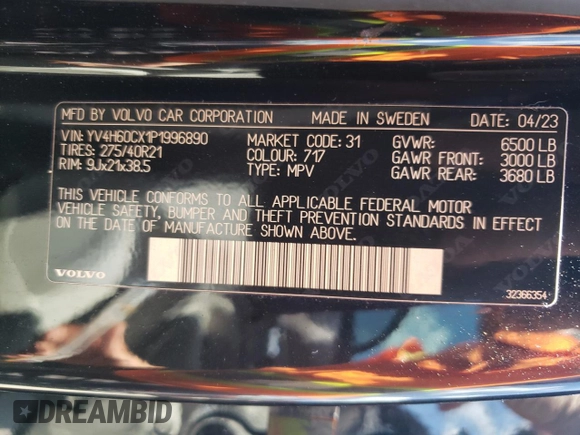 MFD BY VOLVO CAR CORPORATION MADE IN SWEDEN DATE: 04/23
VIN: YV4H60CX1P1996890 MARKET CODE: 31 GVWR: 6500 LB
TIRES: 275/40R21 COLOUR: 717 GAWR FRONT: 3000 LB
RIM: 9Jx21x38.5 TYPE: MPV GAWR REAR: 3680 LB
THIS VEHICLE CONFORMS TO ALL APPLICABLE FEDERAL MOTOR
VEHICLE SAFETY, BUMPER AND THEFT PREVENTION STANDARDS IN EFFECT
ON THE DATE OF MANUFACTURE SHOWN ABOVE.
VOLVO
32366354
DREAMBID